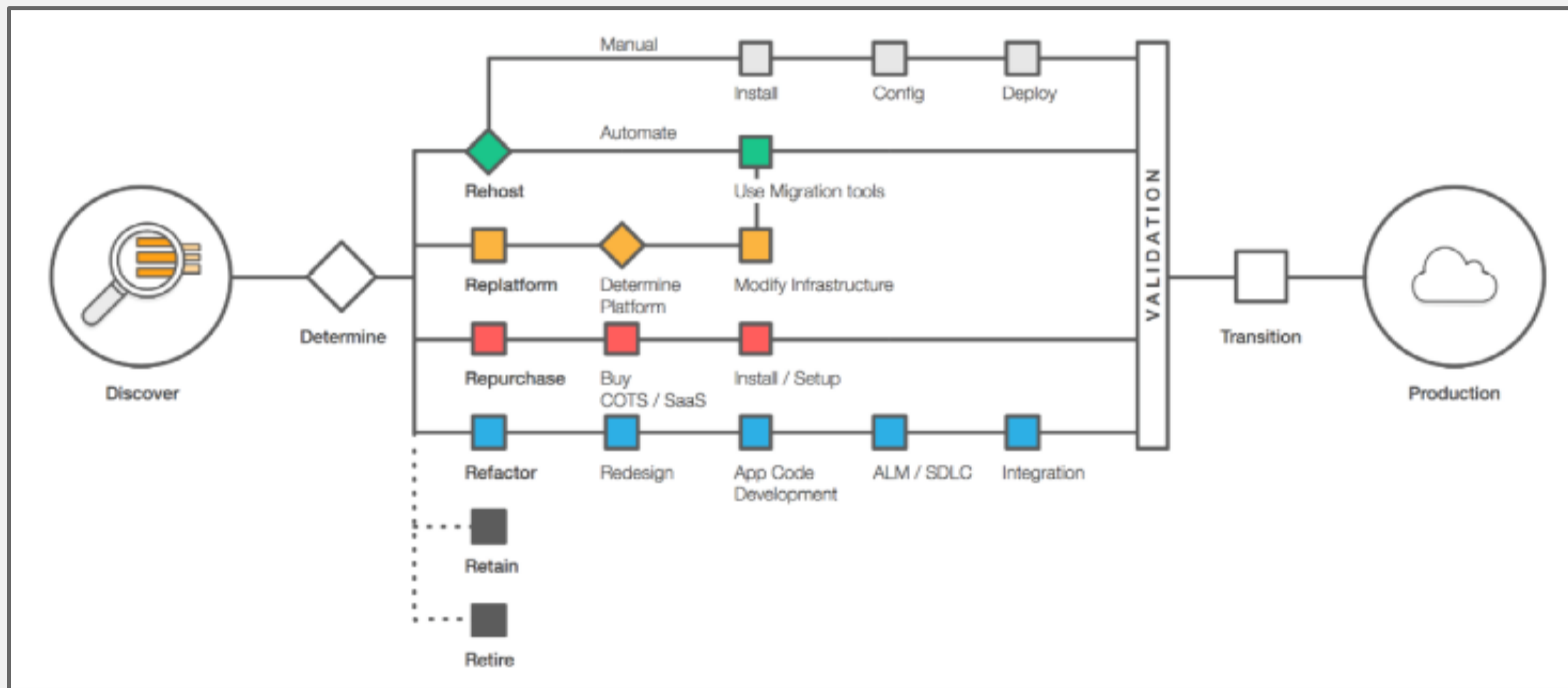 Manual
Install
Config
Deploy
Automate
Rehost
Use Migration tools
Replatform
Determine
Platform
Modify Infrastructure
VALIDATION
Determine
Transition
Repurchase
Buy
COTS / SaaS
Install / Setup
Discover
Production
Refactor
Redesign
App Code
Development
ALM / SDLC
Integration
Retain
Retire